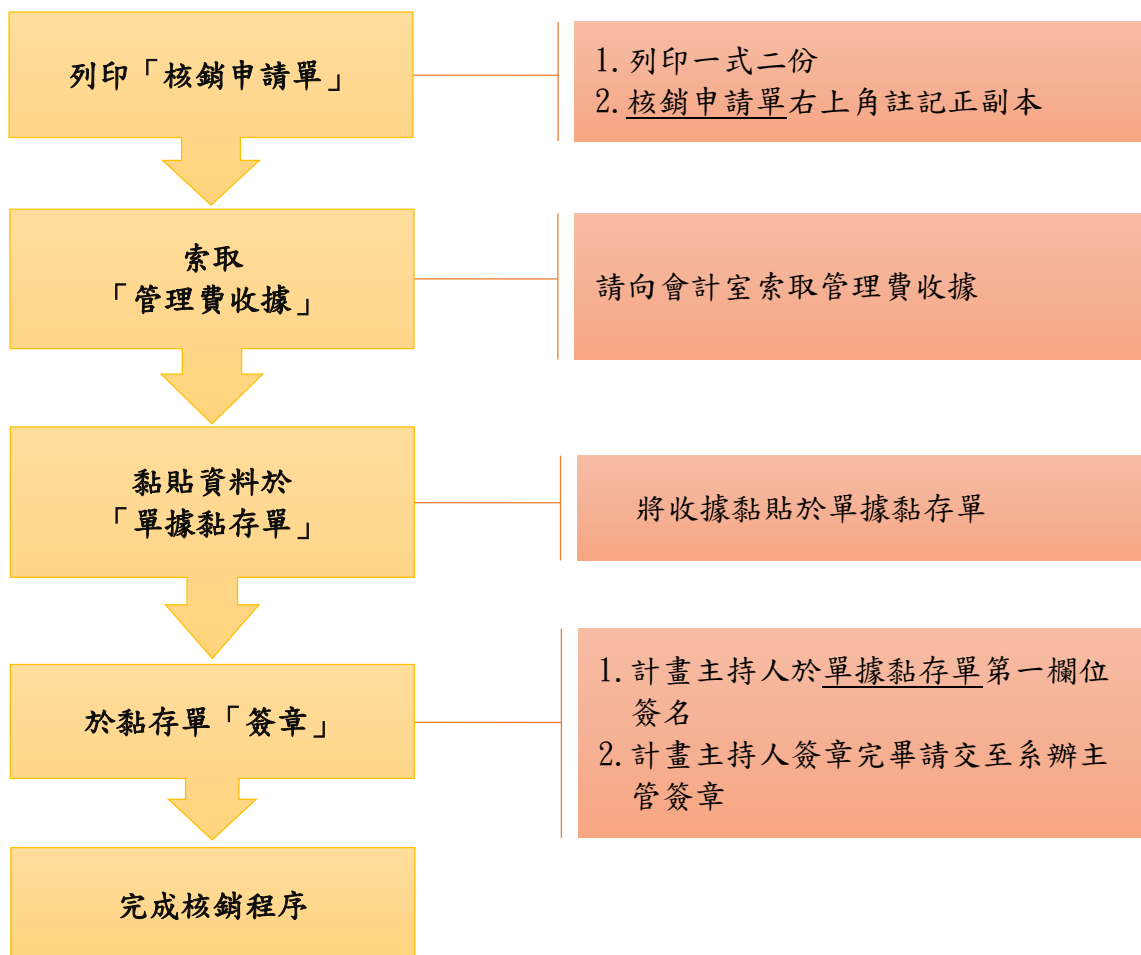 列印「核銷申請單」
1. 列印一式二份
2. 核銷申請單右上角註記正副本
索取
「管理費收據」
請向會計室索取管理費收據
黏貼資料於
「單據黏存單」
將收據黏貼於單據黏存單
於黏存單「簽章」
1. 計畫主持人於單據黏存單第一欄位
簽名
2. 計畫主持人簽章完畢請交至系辦主
管簽章
完成核銷程序